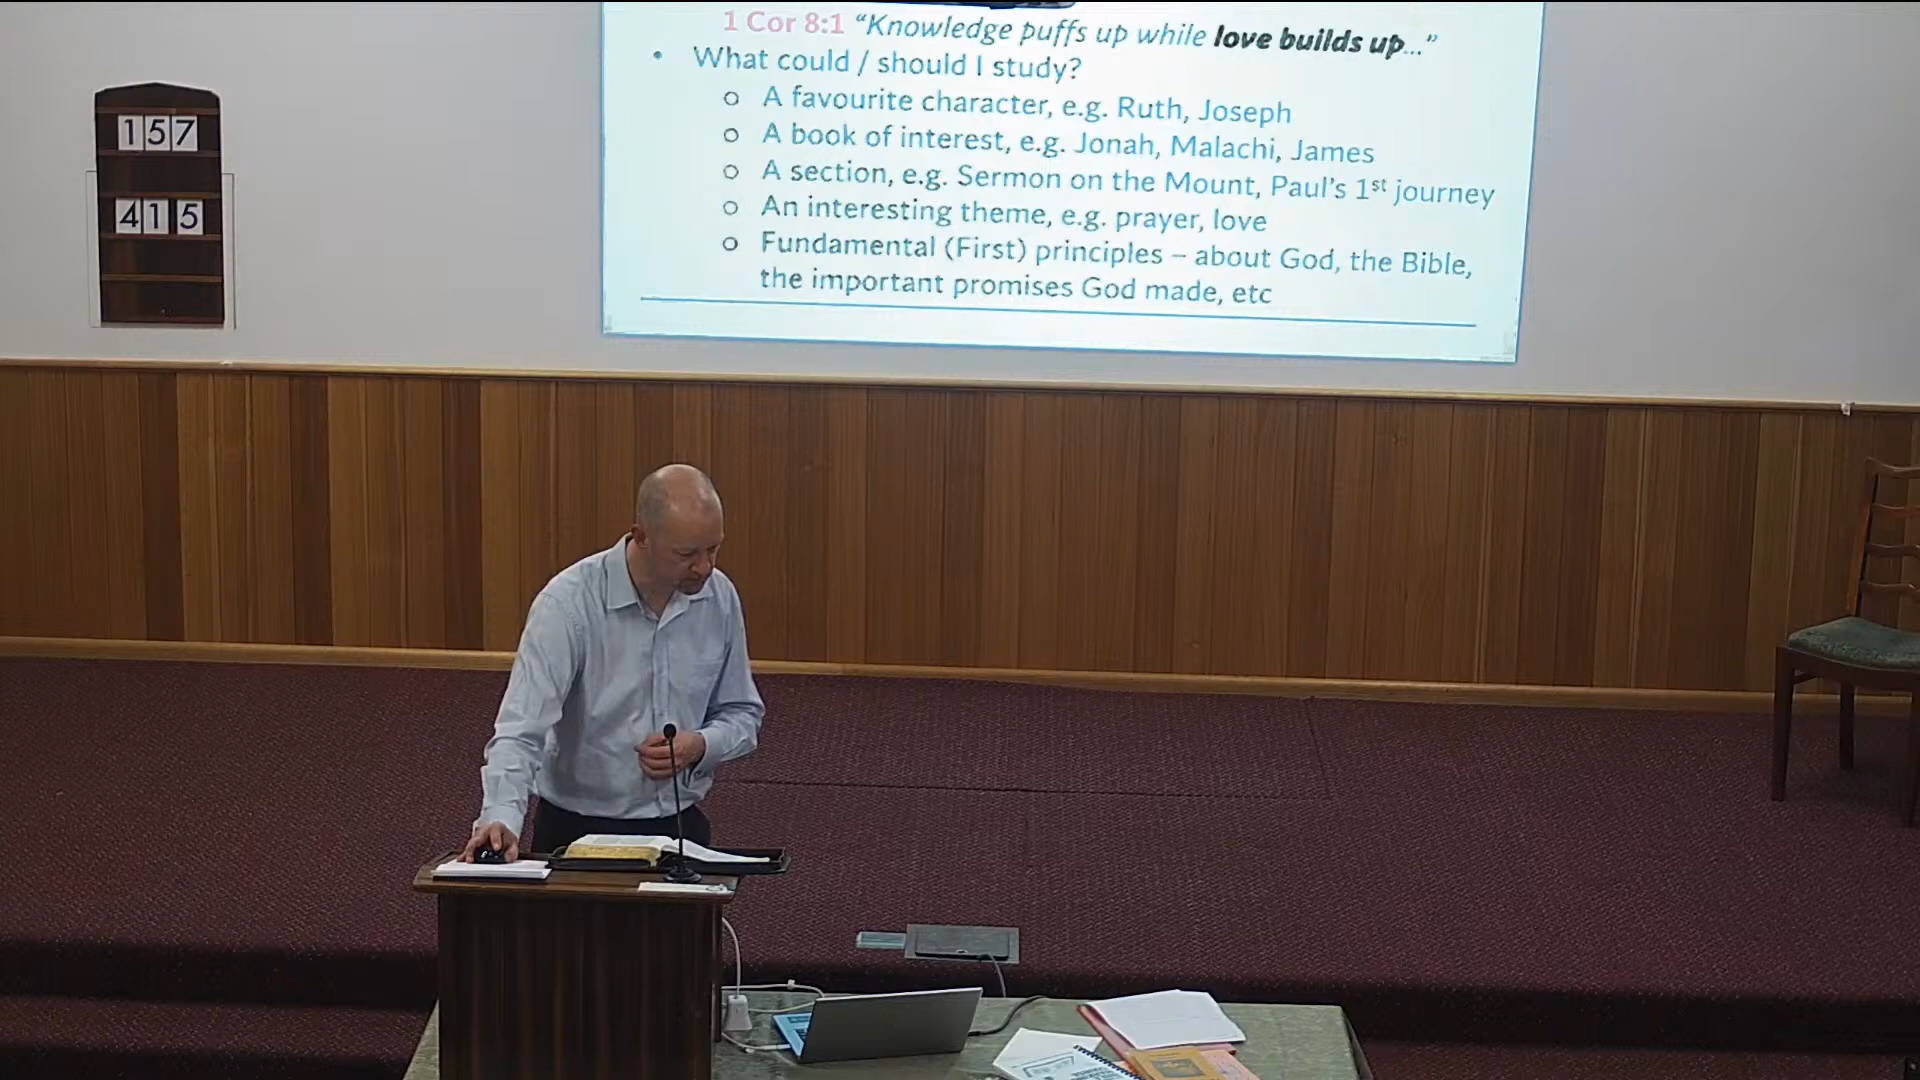 1 Cor 8:1 “Knowledge puffs up while love builds up…”
• What could / should I study?
o A favourite character, e.g. Ruth, Joseph
o A book of interest, e.g. Jonah, Malachi, James
o A section, e.g. Sermon on the Mount, Paul’s 1st journey
o An interesting theme, e.g. prayer, love
o Fundamental (First) principles – about God, the Bible,
the important promises God made, etc
157
415